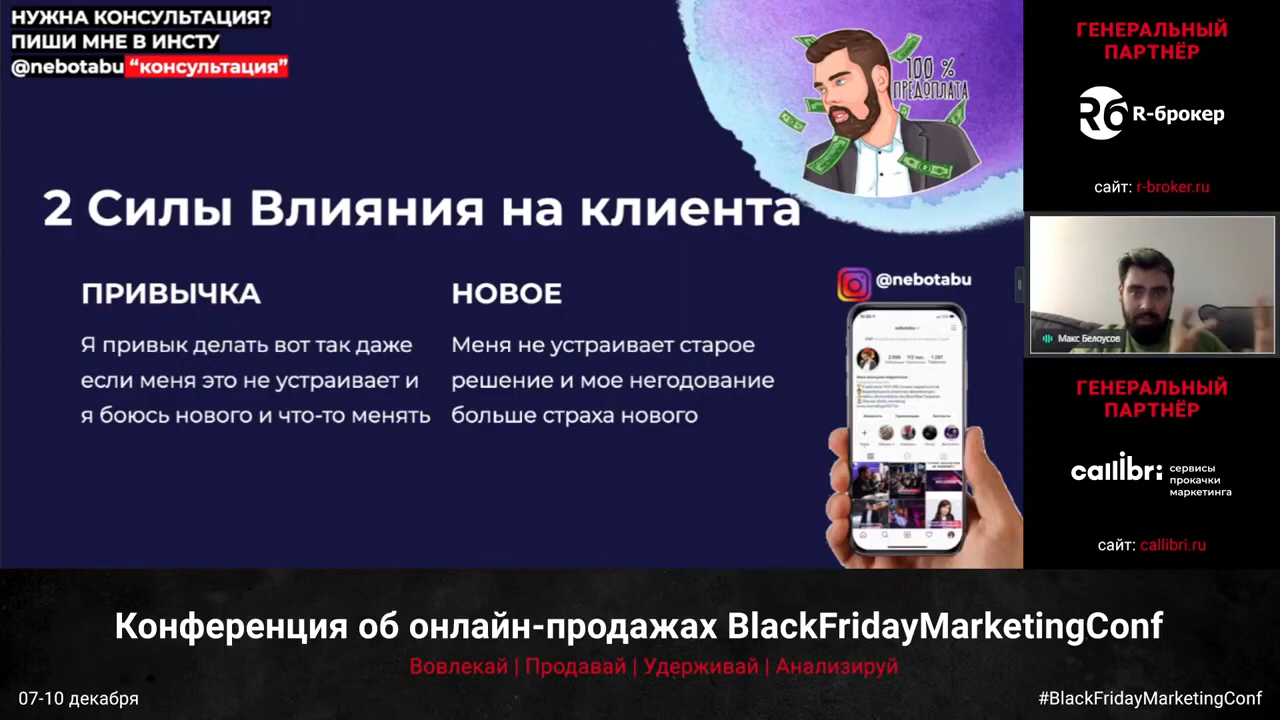 НУЖНА КОНСУЛЬТАЦИЯ?
ПИШИ МНЕ В ИНСТУ
@nebotabu “консультация”
100 %
ПРЕДОПЛАТА
2 Силы Влияния на клиента
ПРИВЫЧКА
Я привык делать вот так даже
если меня это не устраивает и
я боюсь нового и что-то менять
НОВОЕ
Меня не устраивает старое
решение и мое негодование
больше страха нового
@nebotabu
ГЕНЕРАЛЬНЫЙ
ПАРТНЁР
R-брокер
сайт: r-broker.ru
Макс Белоусов
ГЕНЕРАЛЬНЫЙ
ПАРТНЁР
callibri
сервисы
прокачки
маркетинга
сайт: callibri.ru
Конференция об онлайн-продажах BlackFridayMarketingConf
Вовлекай | Продавай | Удерживай | Анализируй
07-10 декабря
#BlackFridayMarketingConf